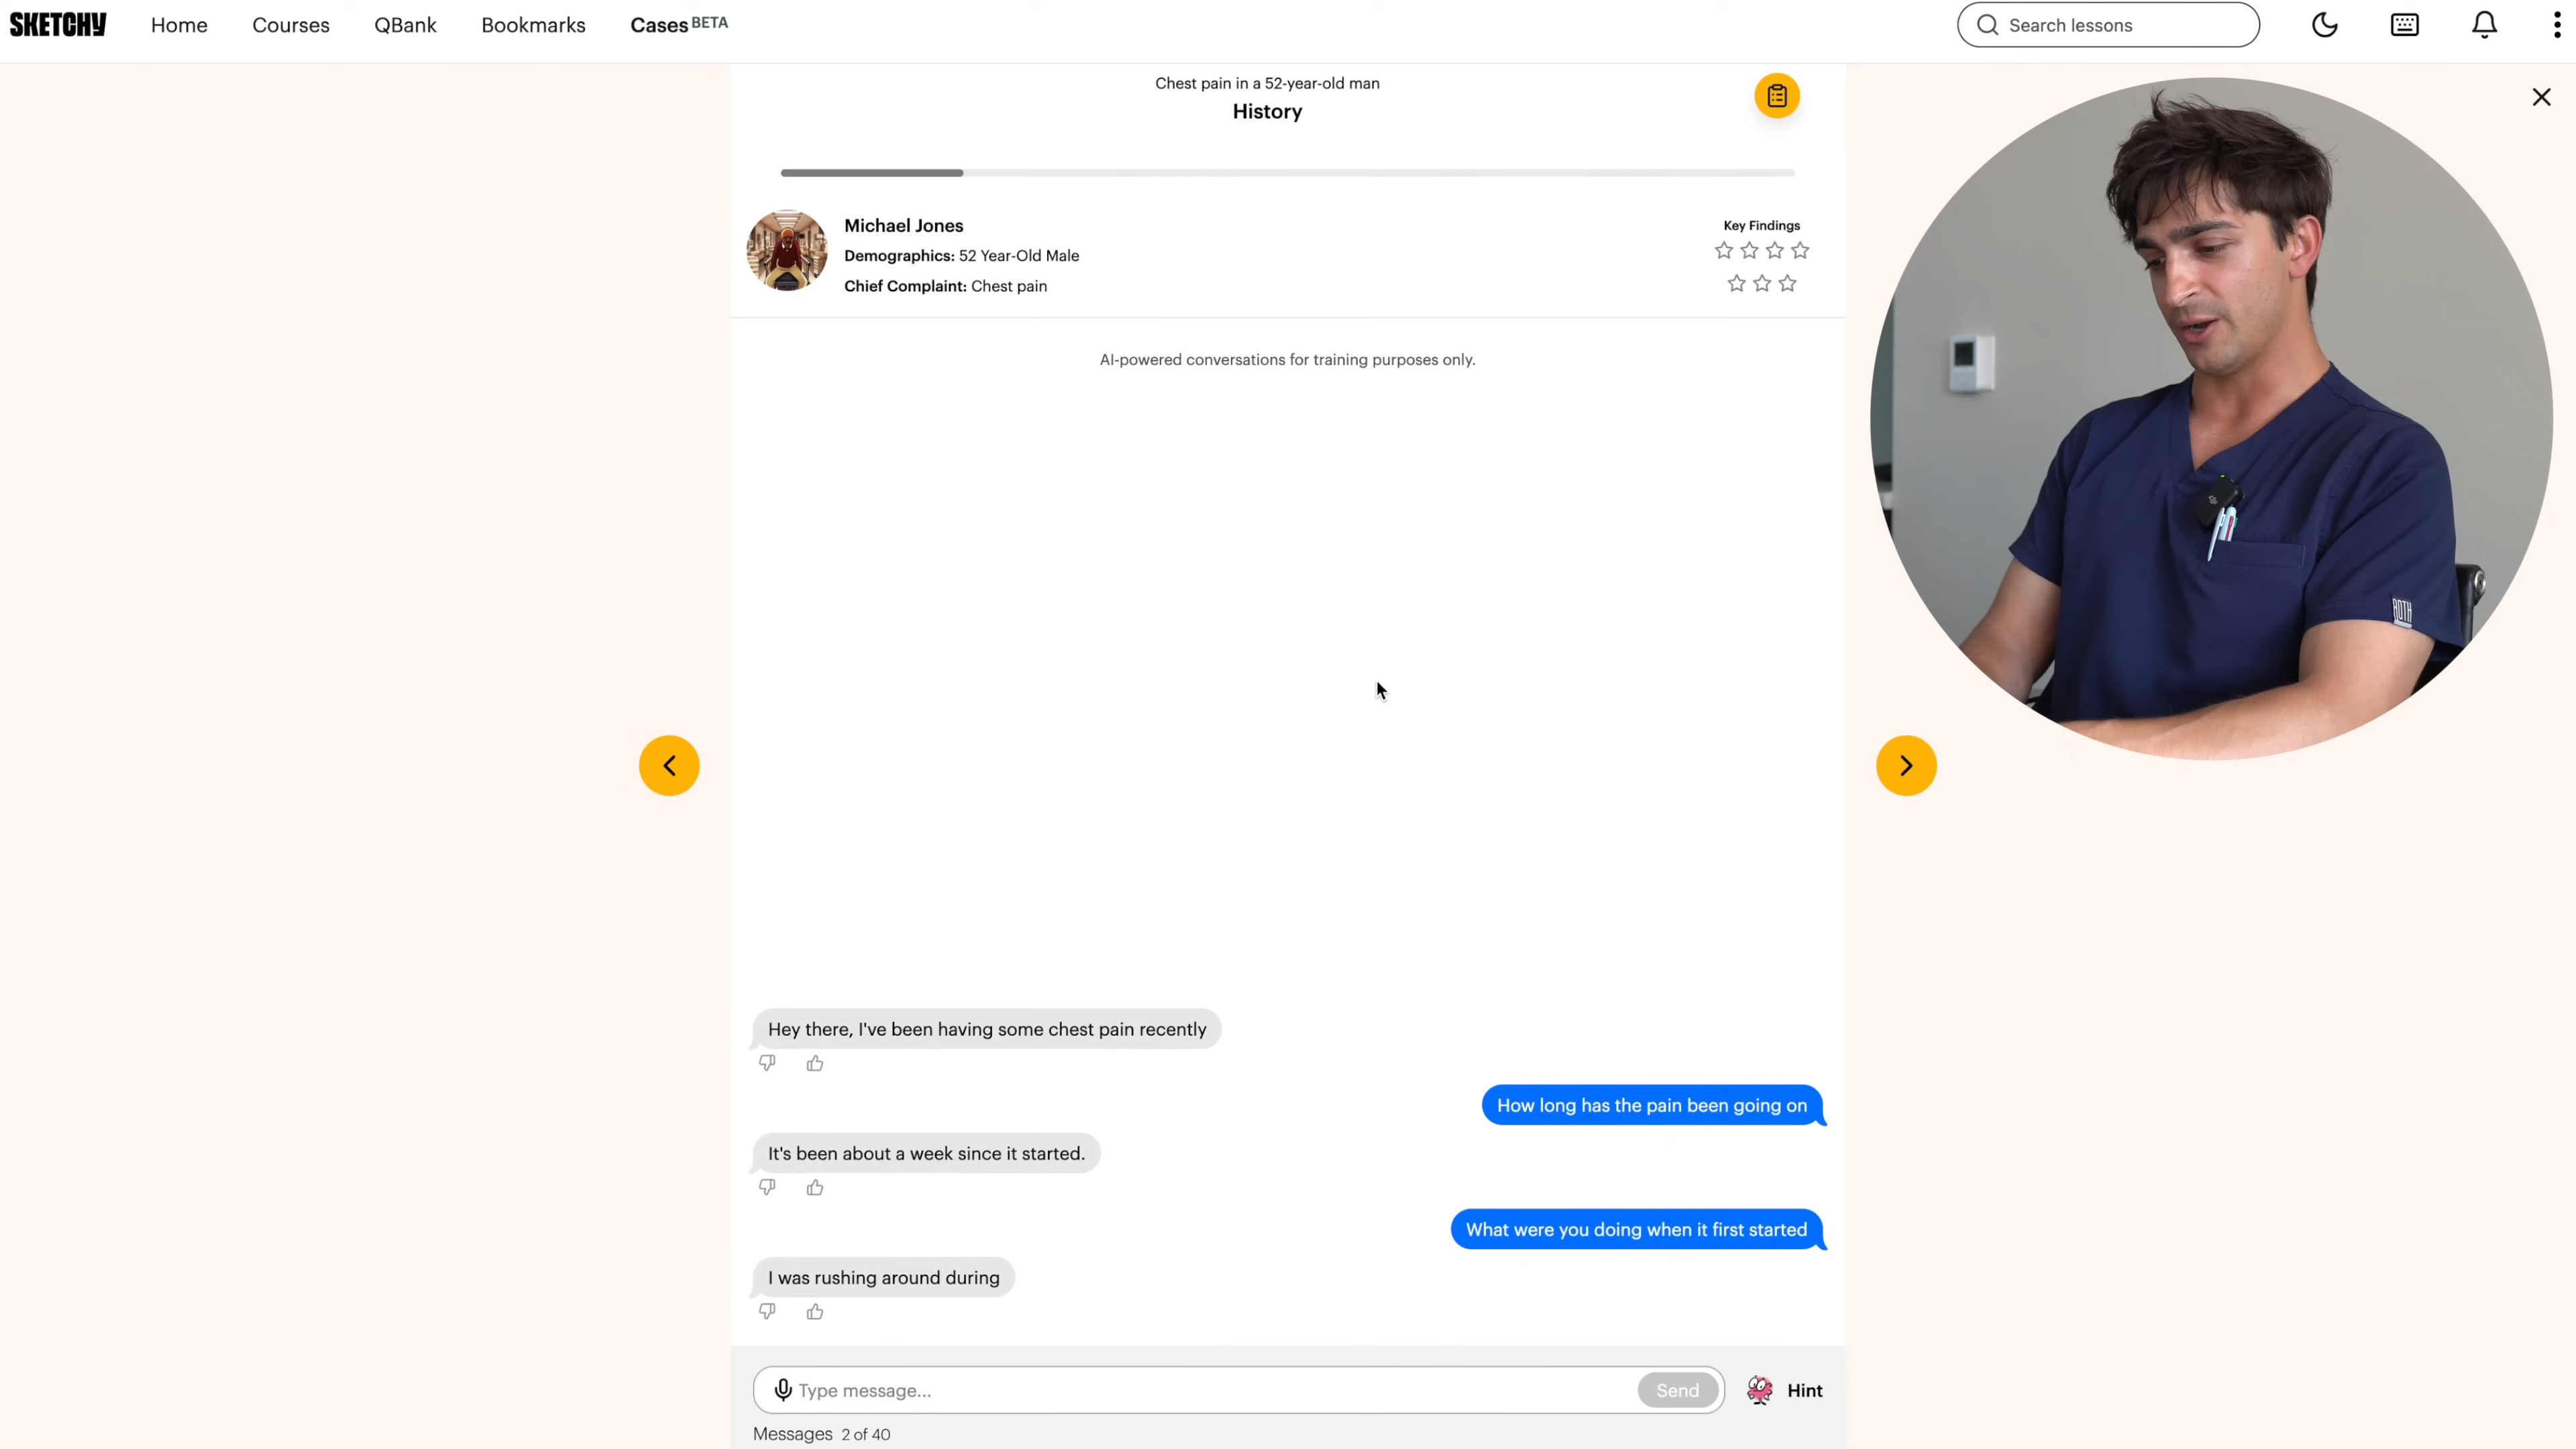 SKETCHY Home Courses QBank Bookmarks Cases BETA Search lessons
Chest pain in a 52-year-old man
History
Michael Jones
Demographics: 52 Year-Old Male
Chief Complaint: Chest pain
Key Findings
AI-powered conversations for training purposes only.
Hey there, I've been having some chest pain recently
How long has the pain been going on
It's been about a week since it started.
What were you doing when it first started
I was rushing around during
Type message...
Send
Hint
Messages 2 of 40
ROTH